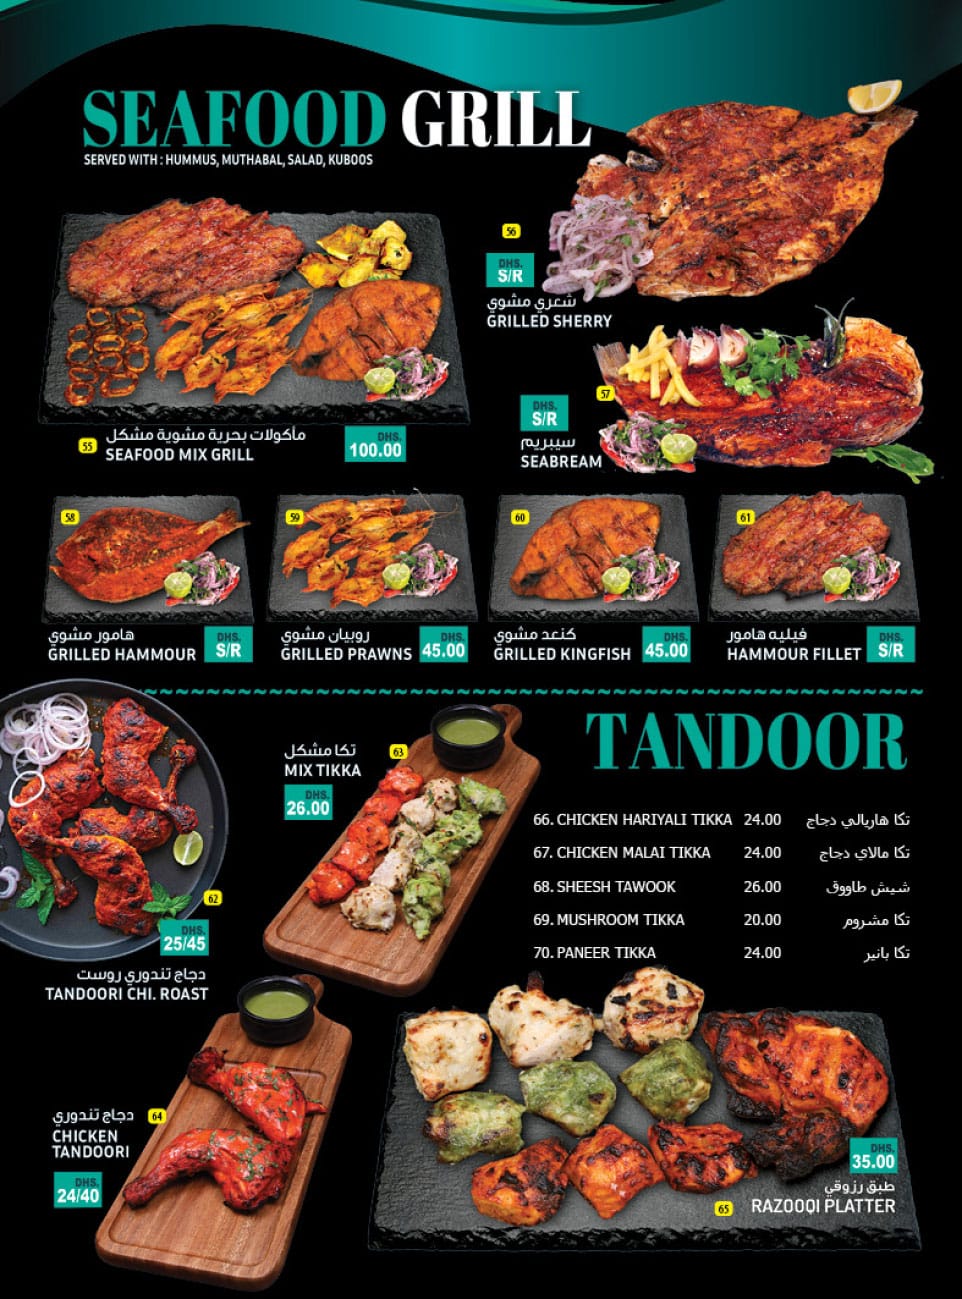 SEAFOOD GRILL
SERVED WITH : HUMMUS, MUTHABAL, SALAD, KUBOOS
56
DHS.
S/R
شعري مشوي
GRILLED SHERRY
57
DHS.
S/R
سيبريم
SEABREAM
55
مأكولات بحرية مشوية مشكل
SEAFOOD MIX GRILL
DHS.
100.00
58
هامور مشوي
GRILLED HAMMOUR
DHS.
S/R
59
روبيان مشوي
GRILLED PRAWNS
DHS.
45.00
60
كنعد مشوي
GRILLED KINGFISH
DHS.
45.00
61
فيليه هامور
HAMMOUR FILLET
DHS.
S/R
TANDOOR
62
DHS.
25/45
دجاج تندوري روست
TANDOORI CHI. ROAST
63
تكا مشكل
MIX TIKKA
DHS.
26.00
66. CHICKEN HARIYALI TIKKA 24.00 تكا هاريالي دجاج
67. CHICKEN MALAI TIKKA 24.00 تكا مالاي دجاج
68. SHEESH TAWOOK 26.00 شيش طاووق
69. MUSHROOM TIKKA 20.00 تكا مشروم
70. PANEER TIKKA 24.00 تكا بانير
64
دجاج تندوري
CHICKEN
TANDOORI
DHS.
24/40
DHS.
35.00
طبق رزوقي
65
RAZOOQI PLATTER